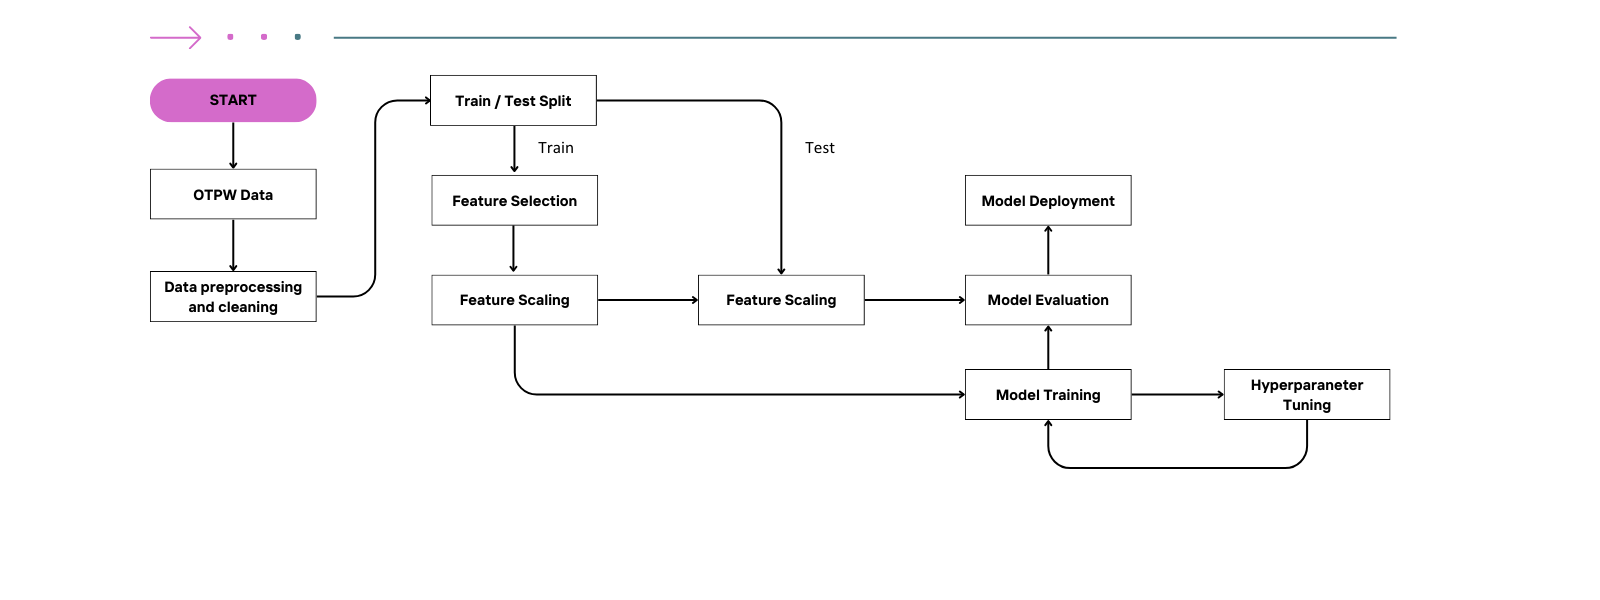 START
OTPW Data
Data preprocessing
and cleaning
Train / Test Split
Train
Test
Feature Selection
Feature Scaling
Feature Scaling
Model Deployment
Model Evaluation
Model Training
Hyperparaneter
Tuning